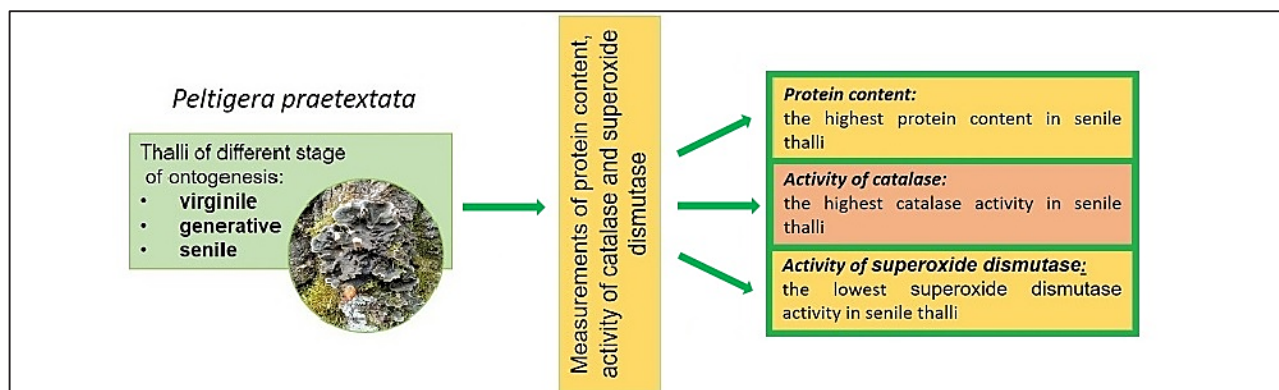 Peltigera praetextata
Thalli of different stage
of ontogenesis:
• virginile
• generative
• senile
Measurements of protein content,
activity of catalase and superoxide
dismutase
Protein content:
the highest protein content in senile
thalli
Activity of catalase:
the highest catalase activity in senile
thalli
Activity of superoxide dismutase:
the lowest superoxide dismutase
activity in senile thalli